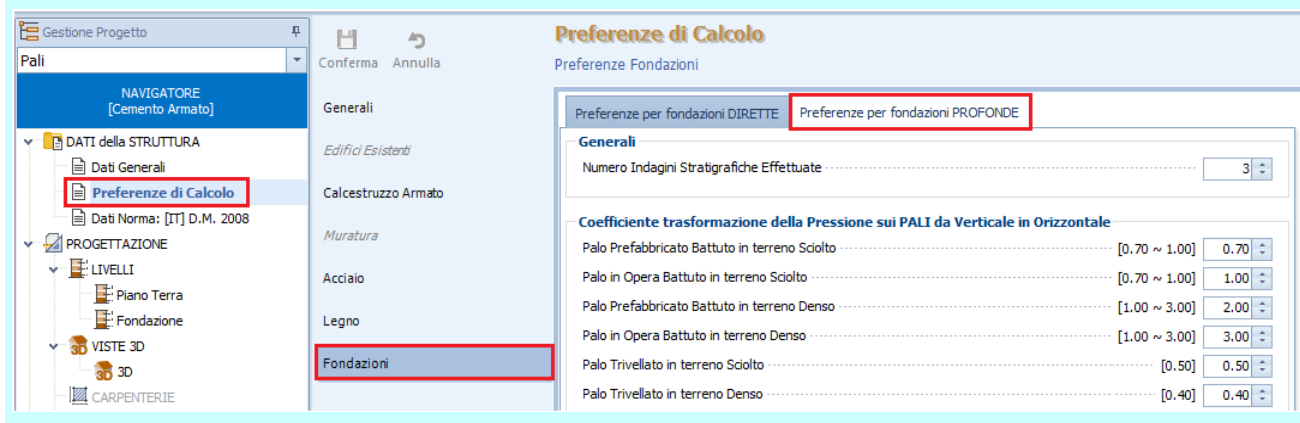 Gestione Progetto
Pali
NAVIGATORE
[Cemento Armato]
DATI della STRUTTURA
Dati Generali
Preferenze di Calcolo
Dati Norma: [IT] D.M. 2008
PROGETTAZIONE
LIVELLI
Piano Terra
Fondazione
VISTE 3D
3D
CARPENTERIE
Conferma Annulla
Generali
Edifici Esistenti
Calcestruzzo Armato
Muratura
Acciaio
Legno
Fondazioni
Preferenze di Calcolo
Preferenze Fondazioni
Preferenze per fondazioni DIRETTE Preferenze per fondazioni PROFONDE
Generali
Numero Indagini Stratigrafiche Effettuate 3
Coefficiente trasformazione della Pressione sui PALI da Verticale in Orizzontale
Palo Prefabbricato Battuto in terreno Sciolto [0.70 ~ 1.00] 0.70
Palo in Opera Battuto in terreno Sciolto [0.70 ~ 1.00] 1.00
Palo Prefabbricato Battuto in terreno Denso [1.00 ~ 3.00] 2.00
Palo in Opera Battuto in terreno Denso [1.00 ~ 3.00] 3.00
Palo Trivellato in terreno Sciolto [0.50] 0.50
Palo Trivellato in terreno Denso [0.40] 0.40